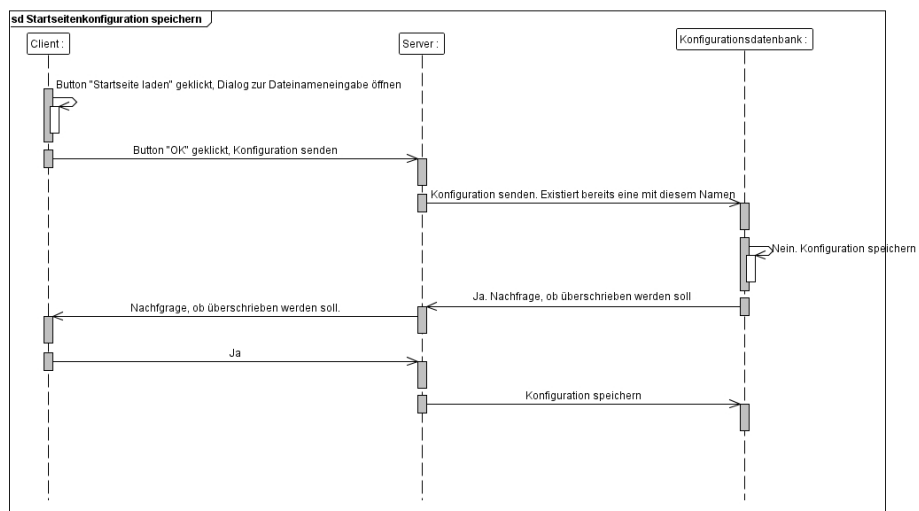 sd Startseitenkonfiguration speichern
Client :
Server :
Konfigurationsdatenbank :
Button "Startseite laden" geklickt, Dialog zur Dateinameneingabe öffnen
Button "OK" geklickt, Konfiguration senden
Konfiguration senden. Existiert bereits eine mit diesem Namen
Nein. Konfiguration speichern
Ja. Nachfrage, ob überschrieben werden soll
Nachfgrage, ob überschrieben werden soll.
Ja
Konfiguration speichern